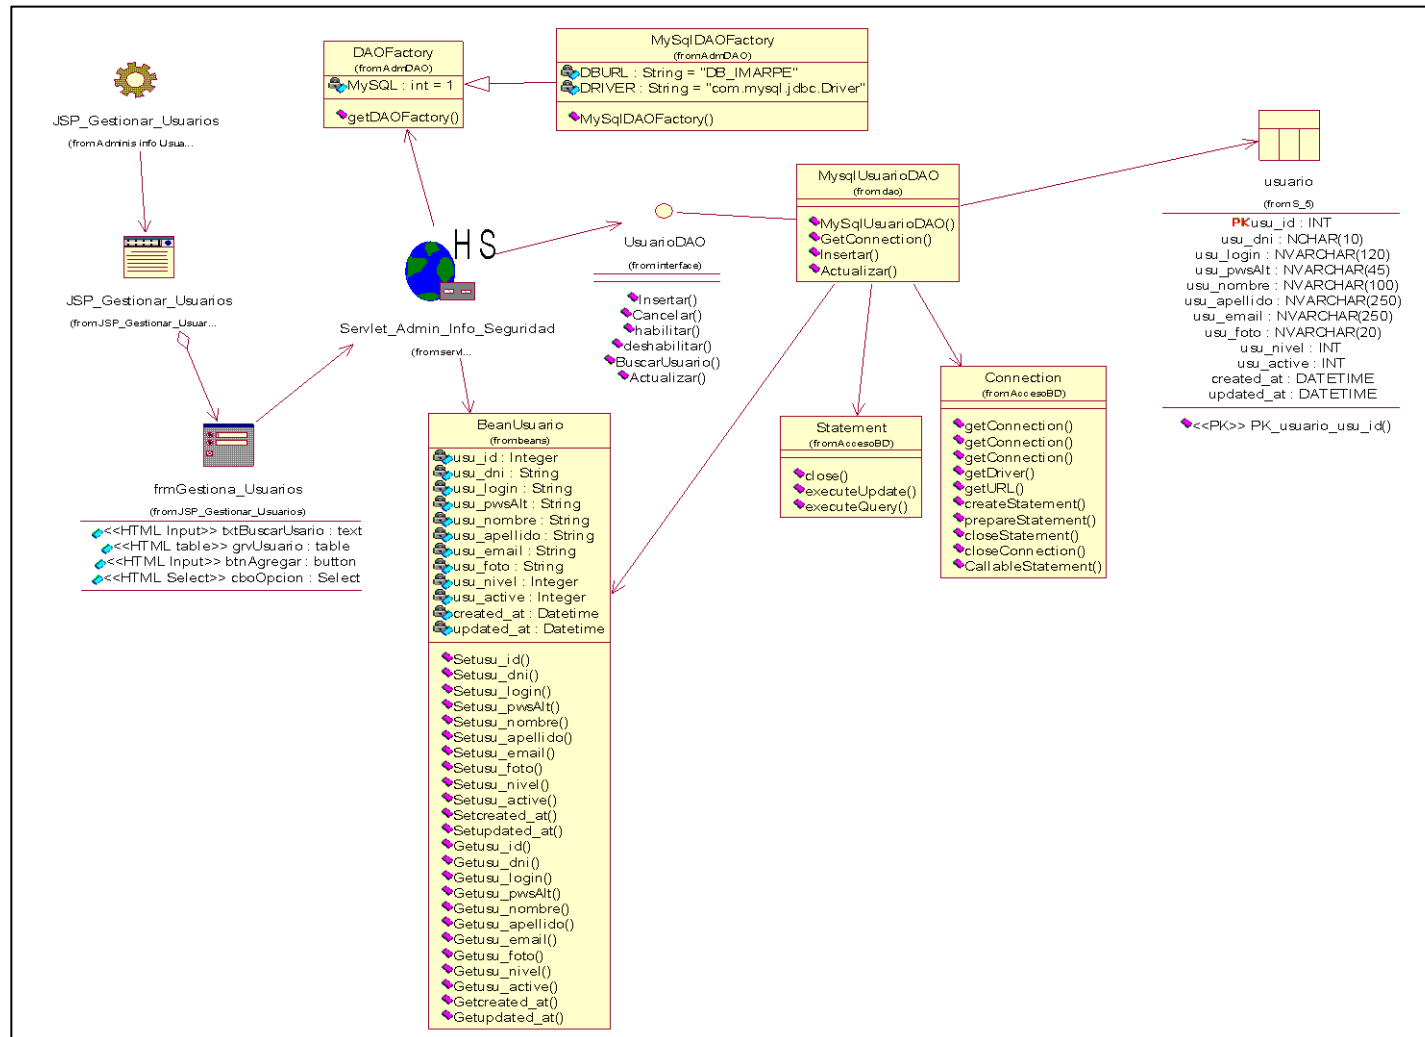 DAOFactory
(from AdmDAO)
MySQL : int = 1
getDAOFactory()
MySqlDAOFactory
(from AdmDAO)
DBURL : String = "DB_IMARPE"
DRIVER : String = "com.mysql.jdbc.Driver"
MySqlDAOFactory()
JSP_Gestionar_Usuarios
(from Adminis info Usua...
JSP_Gestionar_Usuarios
(from JSP_Gestionar_Usuar...
HS
Servlet_Admin_Info_Seguridad
(from servl...
UsuarioDAO
(from interface)
Insertar()
Cancelar()
habilitar()
deshabilitar()
BuscarUsuario()
Actualizar()
MysqlUsuarioDAO
(from dao)
MySqlUsuarioDAO()
GetConnection()
Insertar()
Actualizar()
usuario
(from S_5)
PK usu_id : INT
usu_dni : NCHAR(10)
usu_login : NVARCHAR(120)
usu_pwsAlt : NVARCHAR(45)
usu_nombre : NVARCHAR(100)
usu_apellido : NVARCHAR(250)
usu_email : NVARCHAR(250)
usu_foto : NVARCHAR(20)
usu_nivel : INT
usu_active : INT
created_at : DATETIME
updated_at : DATETIME
<<PK>> PK_usuario_usu_id()
frmGestiona_Usuarios
(from JSP_Gestionar_Usuarios)
<<HTML Input>> txtBuscarUsario : text
<<HTML table>> grvUsuario : table
<<HTML Input>> btnAgregar : button
<<HTML Select>> cboOpcion : Select
BeanUsuario
(from beans)
usu_id : Integer
usu_dni : String
usu_login : String
usu_pwsAlt : String
usu_nombre : String
usu_apellido : String
usu_email : String
usu_foto : String
usu_nivel : Integer
usu_active : Integer
created_at : Datetime
updated_at : Datetime
Setusu_id()
Setusu_dni()
Setusu_login()
Setusu_pwsAlt()
Setusu_nombre()
Setusu_apellido()
Setusu_email()
Setusu_foto()
Setusu_nivel()
Setusu_active()
Setcreated_at()
Setupdated_at()
Getusu_id()
Getusu_dni()
Getusu_login()
Getusu_pwsAlt()
Getusu_nombre()
Getusu_apellido()
Getusu_email()
Getusu_foto()
Getusu_nivel()
Getusu_active()
Getcreated_at()
Getupdated_at()
Statement
(from AccesoBD)
close()
executeUpdate()
executeQuery()
Connection
(from AccesoBD)
getConnection()
getConnection()
getConnection()
getDriver()
getURL()
createStatement()
prepareStatement()
closeStatement()
closeConnection()
CallableStatement()